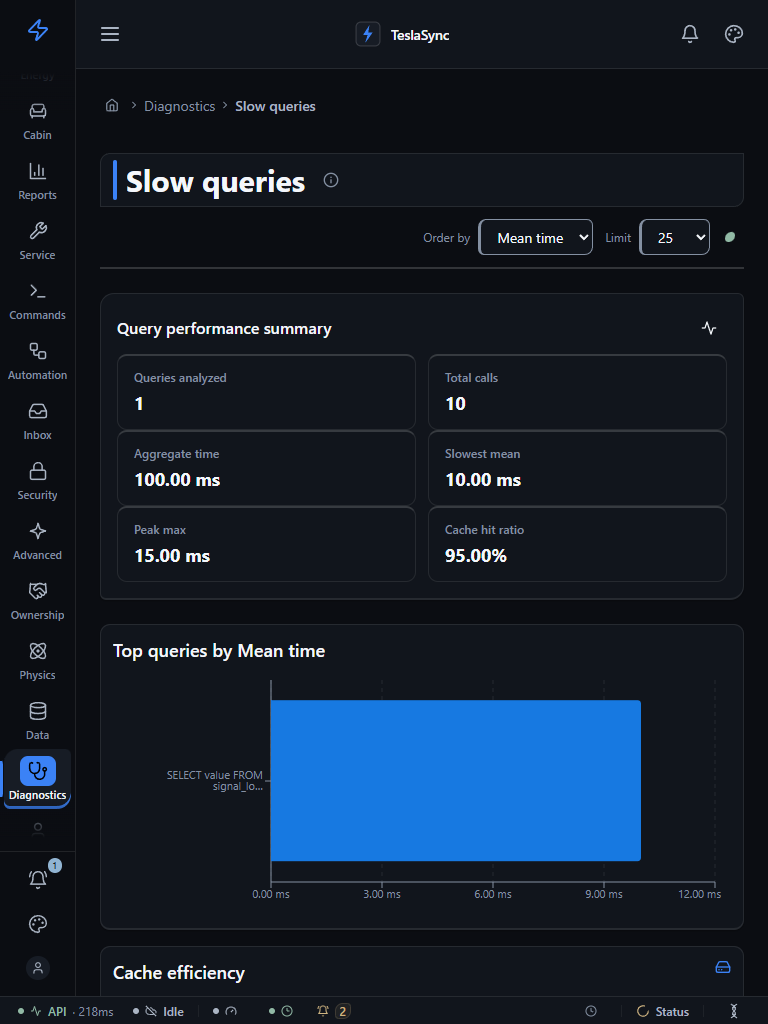 TeslaSync
Energy
Cabin
Reports
Service
Commands
Automation
Inbox
Security
Advanced
Ownership
Physics
Data
Diagnostics
1
Diagnostics
Slow queries
Slow queries
Order by
Mean time
Limit
25
Query performance summary
Queries analyzed
1
Total calls
10
Aggregate time
100.00 ms
Slowest mean
10.00 ms
Peak max
15.00 ms
Cache hit ratio
95.00%
Top queries by Mean time
SELECT value FROM
signal_lo...
0.00 ms
3.00 ms
6.00 ms
9.00 ms
12.00 ms
Cache efficiency
API · 218ms
Idle
2
Status